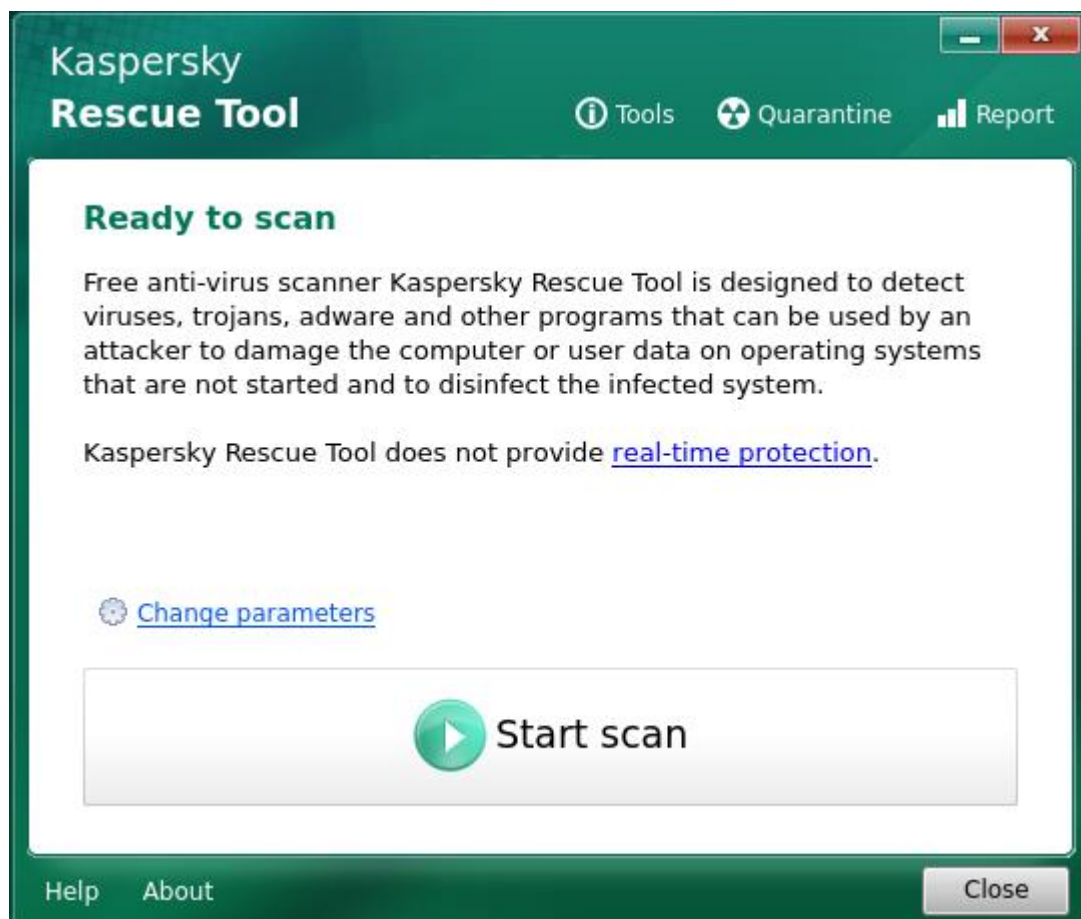 Kaspersky
Rescue Tool
Tools
Quarantine
Report
Ready to scan
Free anti-virus scanner Kaspersky Rescue Tool is designed to detect
viruses, trojans, adware and other programs that can be used by an
attacker to damage the computer or user data on operating systems
that are not started and to disinfect the infected system.
Kaspersky Rescue Tool does not provide real-time protection.
Change parameters
Start scan
Help
About
Close